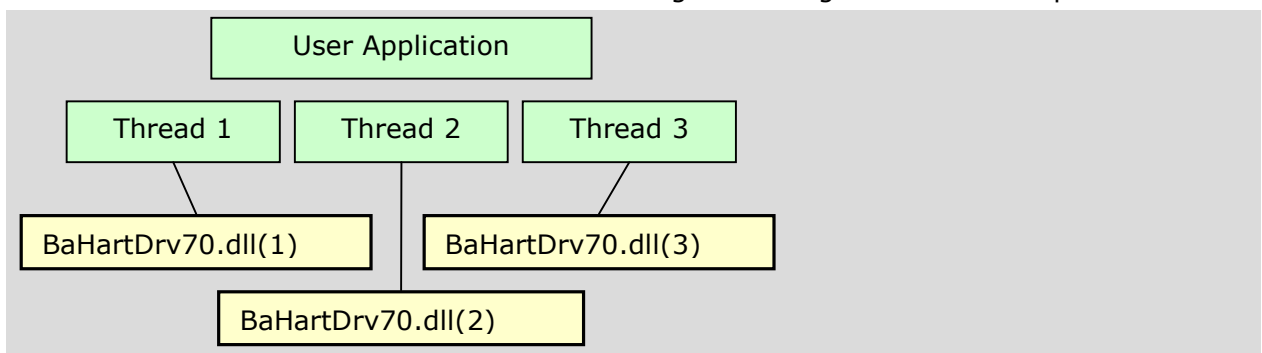 User Application
Thread 1
Thread 2
Thread 3
BaHartDrv70.dll(1)
BaHartDrv70.dll(3)
BaHartDrv70.dll(2)